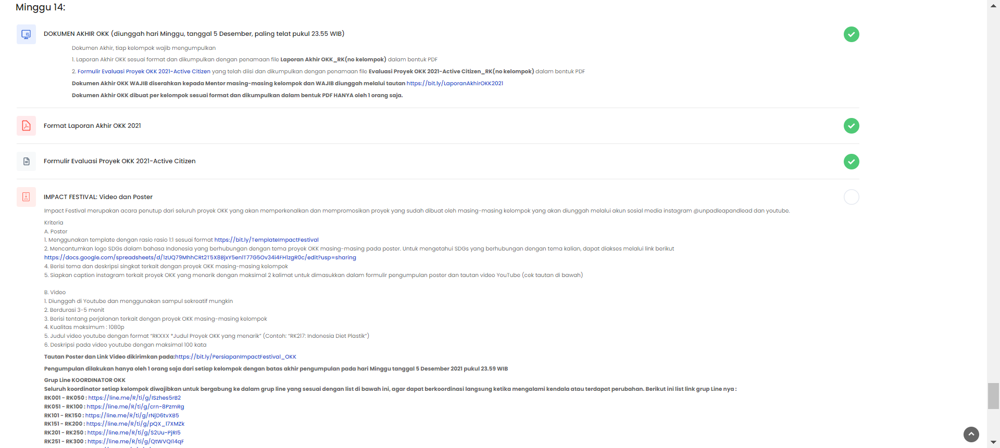 Minggu 14:
DOKUMEN AKHIR OKK (diunggah hari Minggu, tanggal 5 Desember, paling telat pukul 23.55 WIB)
Dokumen Akhir, tiap kelompok wajib mengumpulkan
1. Laporan Akhir OKK sesuai format dan dikumpulkan dengan penamaan file Laporan Akhir OKK_RK(no kelompok) dalam bentuk PDF
2. Formulir Evaluasi Proyek OKK 2021-Active Citizen yang telah diisi dan dikumpulkan dengan penamaan file Evaluasi Proyek OKK 2021-Active Citizen_RK(no kelompok) dalam bentuk PDF
Dokumen Akhir OKK WAJIB diserahkan kepada Mentor masing-masing kelompok dan WAJIB diunggah melalui tautan https://bit.ly/LaporanAkhirOKK2021
Dokumen Akhir OKK dibuat per kelompok sesuai format dan dikumpulkan dalam bentuk PDF HANYA oleh 1 orang saja.
Format Laporan Akhir OKK 2021
Formulir Evaluasi Proyek OKK 2021-Active Citizen
IMPACT FESTIVAL: Video dan Poster
Impact Festival merupakan acara penutup dari seluruh proyek OKK yang akan memperkenalkan dan mempromosikan proyek yang sudah dibuat oleh masing-masing kelompok yang akan diunggah melalui akun sosial media instagram @unpadleapandlead dan youtube.
Kriteria
A. Poster
1. Menggunakan template dengan rasio rasio 1:1 sesuai format https://bit.ly/TemplateImpactFestival
2. Mencantumkan logo SDGs dalam bahasa Indonesia yang berhubungan dengan tema proyek OKK masing-masing pada poster. Untuk mengetahui SDGs yang berhubungan dengan tema kalian, dapat diakses melalui link berikut
https://docs.google.com/spreadsheets/d/1zUQ79MhhCRt2T5X8BjxY5enlT77G5Ov34i4FH1zgR0c/edit?usp=sharing
4. Berisi tema dan deskripsi singkat terkait dengan proyek OKK masing-masing kelompok
5. Siapkan caption instagram terkait proyek OKK yang menarik dengan maksimal 2 kalimat untuk dimasukkan dalam formulir pengumpulan poster dan tautan video YouTube (cek tautan di bawah)
B. Video
1. Diunggah di Youtube dan menggunakan sampul sekreatif mungkin
2. Berdurasi 3-5 menit
3. Berisi tentang perjalanan terkait dengan proyek OKK masing-masing kelompok
4. Kualitas maksimum : 1080p
5. Judul video youtube dengan format “RKXXX *Judul Proyek OKK yang menarik” (Contoh: “RK217: Indonesia Diet Plastik”)
6. Deskripsi pada video youtube dengan maksimal 100 kata
Tautan Poster dan Link Video dikirimkan pada:https://bit.ly/PersiapanImpactFestival_OKK
Pengumpulan dilakukan hanya oleh 1 orang saja dari setiap kelompok dengan batas akhir pengumpulan pada hari Minggu tanggal 5 Desember 2021 pukul 23.59 WIB
Grup Line KOORDINATOR OKK
Seluruh koordinator setiap kelompok diwajibkan untuk bergabung ke dalam grup line yang sesuai dengan list di bawah ini, agar dapat berkoordinasi langsung ketika mengalami kendala atau terdapat perubahan. Berikut ini list link grup Line nya :
RK001 - RK050 : https://line.me/R/ti/g/ISzhes5rB2
RK051 - RK100 : https://line.me/R/ti/g/crn-8PzmRg
RK101 - RK150 : https://line.me/R/ti/g/rNjD6tvXB5
RK151 - RK200 : https://line.me/R/ti/g/pQX_l7XMZk
RK201 - RK250 : https://line.me/R/ti/g/S2Uu-PjRI5
RK251 - RK300 : https://line.me/R/ti/g/QtWVQI14qF